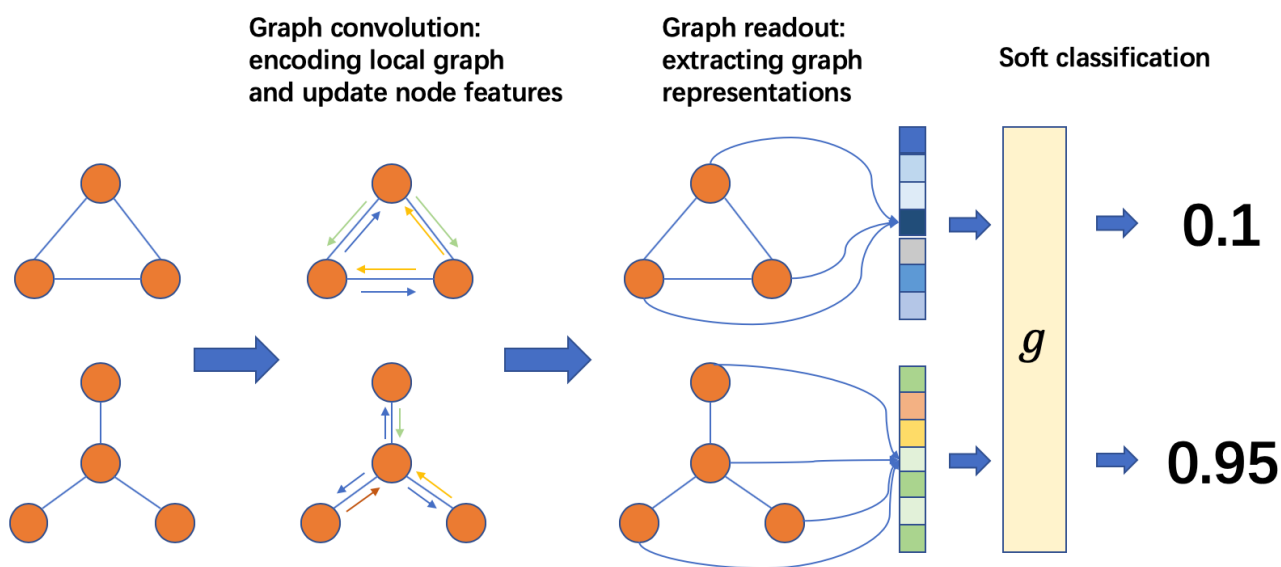 Graph convolution:
encoding local graph
and update node features
Graph readout:
extracting graph
representations
Soft classification
0.1
g
0.95